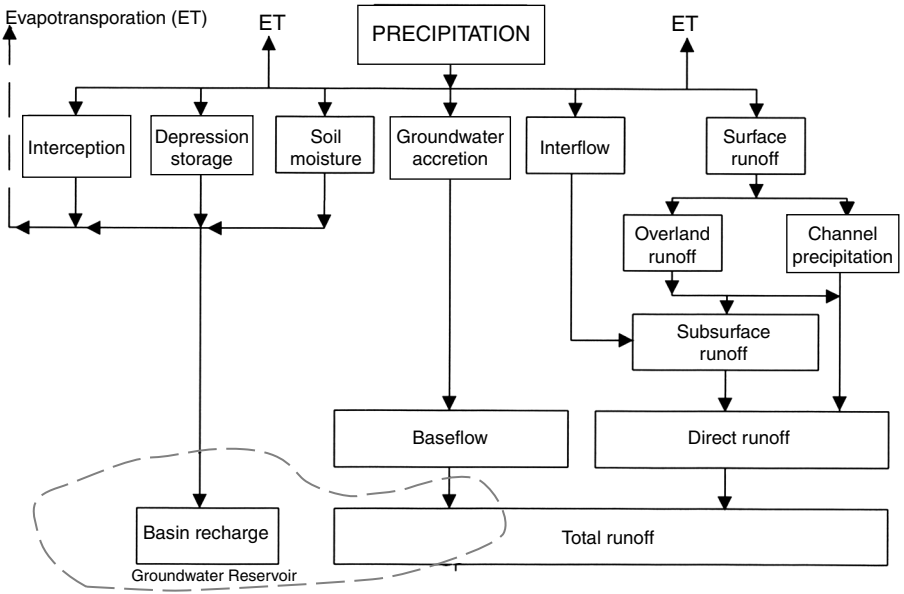 Evapotransporation (ET)
ET
PRECIPITATION
ET
Interception
Depression
storage
Soil
moisture
Groundwater
accretion
Interflow
Surface
runoff
Overland
runoff
Channel
precipitation
Subsurface
runoff
Baseflow
Direct runoff
Basin recharge
Total runoff
Groundwater Reservoir